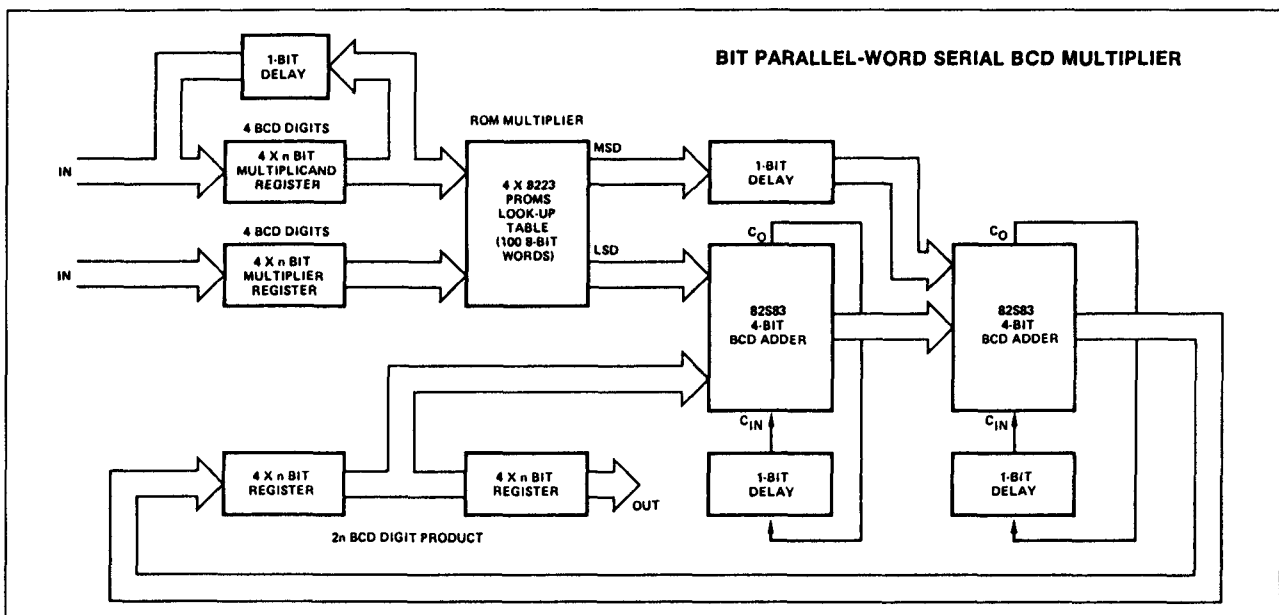 BIT PARALLEL-WORD SERIAL BCD MULTIPLIER
1-BIT
DELAY
4 BCD DIGITS
IN
4 X n BIT
MULTIPLICAND
REGISTER
4 BCD DIGITS
IN
4 X n BIT
MULTIPLIER
REGISTER
ROM MULTIPLIER
4 X 8223
PROMS
LOOK-UP
TABLE
(100 8-BIT
WORDS)
MSD
LSD
1-BIT
DELAY
CO
82S83
4-BIT
BCD ADDER
CIN
1-BIT
DELAY
CO
82S83
4-BIT
BCD ADDER
CIN
1-BIT
DELAY
4 X n BIT
REGISTER
4 X n BIT
REGISTER
OUT
2n BCD DIGIT PRODUCT